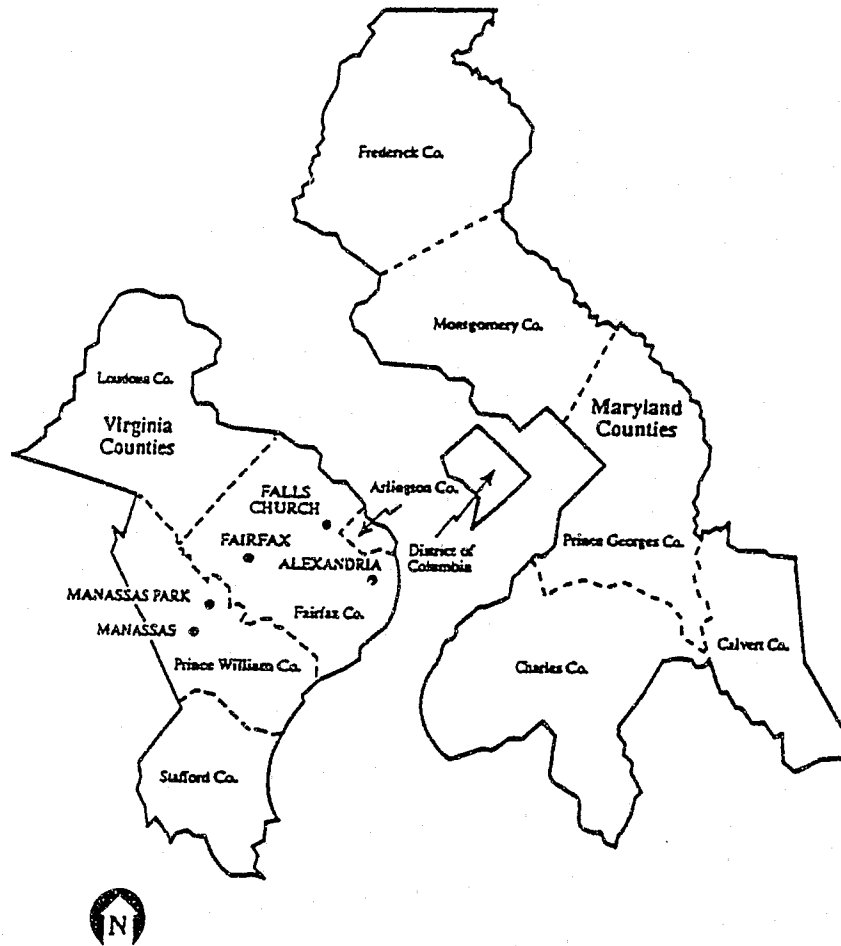 Frederick Co.
Montgomery Co.
Loudoun Co.
Virginia
Counties
Maryland
Counties
FALLS
CHURCH
Arlington Co.
FAIRFAX
ALEXANDRIA
District of
Columbia
Prince Georges Co.
MANASSAS PARK
Fairfax Co.
MANASSAS
Prince William Co.
Charles Co.
Calvert Co.
Stafford Co.
N